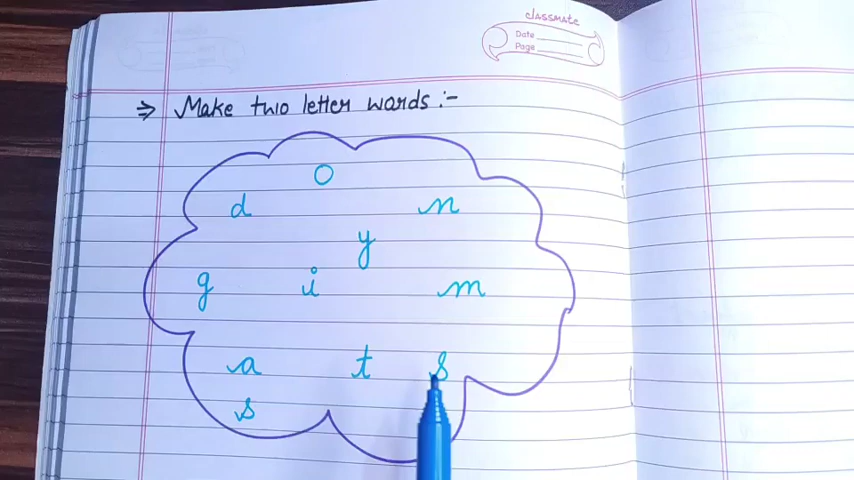 classmate
Date
Page
⇒ Make two letter words :-
o
d n
y
g i m
a t s
s